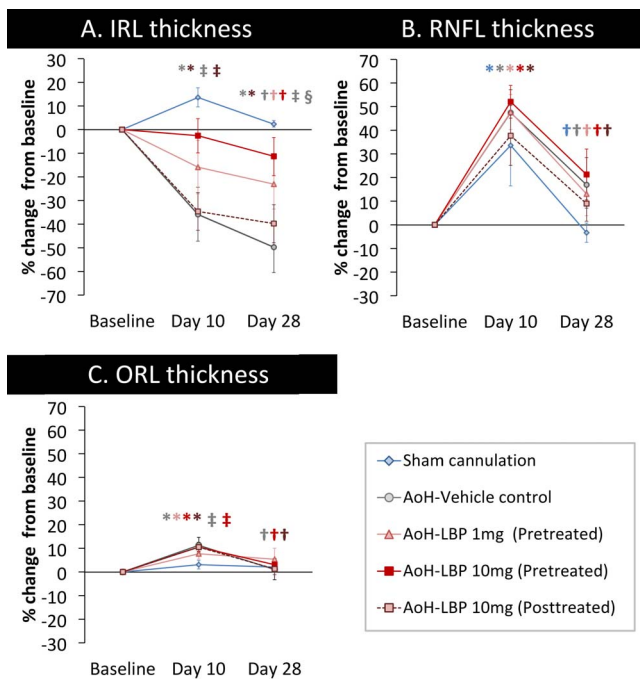 A. IRL thickness
% change from baseline
30
20
10
0
-10
-20
-30
-40
-50
-60
-70
** ‡‡
** ††† ‡ §
Baseline Day 10 Day 28
B. RNFL thickness
% change from baseline
70
60
50
40
30
20
10
0
10
20
-30
*****
†††††
Baseline Day 10 Day 28
C. ORL thickness
% change from baseline
70
60
50
40
30
20
10
0
-10
-20
-30
**** ‡‡
†††
Baseline Day 10 Day 28
Sham cannulation
AoH-Vehicle control
AoH-LBP 1mg (Pretreated)
AoH-LBP 10mg (Pretreated)
AoH-LBP 10mg (Posttreated)